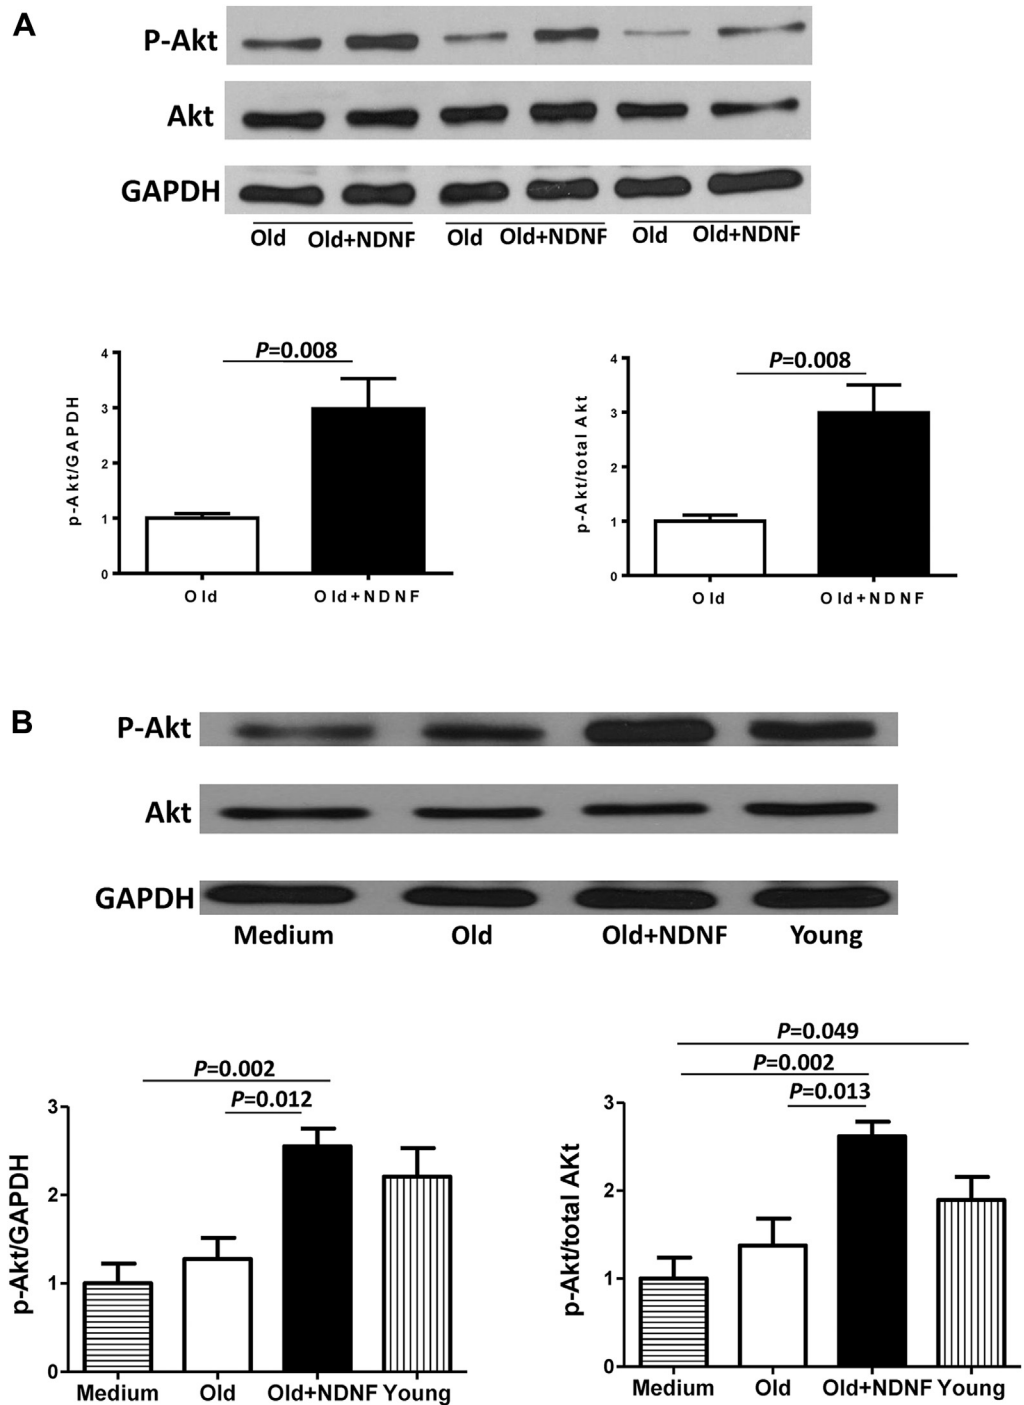 A
P-Akt
Akt
GAPDH
Old Old+NDNF Old Old+NDNF Old Old+NDNF
P=0.008
p-Akt/GAPDH
4
3
2
1
0
Old Old+NDNF
P=0.008
p-Akt/total Akt
4
3
2
1
0
Old Old+NDNF
B
P-Akt
Akt
GAPDH
Medium Old Old+NDNF Young
P=0.002
P=0.012
p-Akt/GAPDH
3
2
1
0
Medium Old Old+NDNF Young
P=0.049
P=0.002
P=0.013
p-Akt/total AKt
3
2
1
0
Medium Old Old+NDNF Young